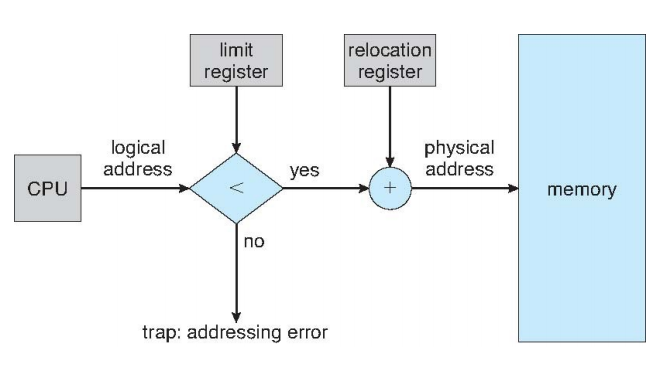 limit
register
relocation
register
logical
address
physical
address
CPU
<
yes
+
memory
no
trap: addressing error